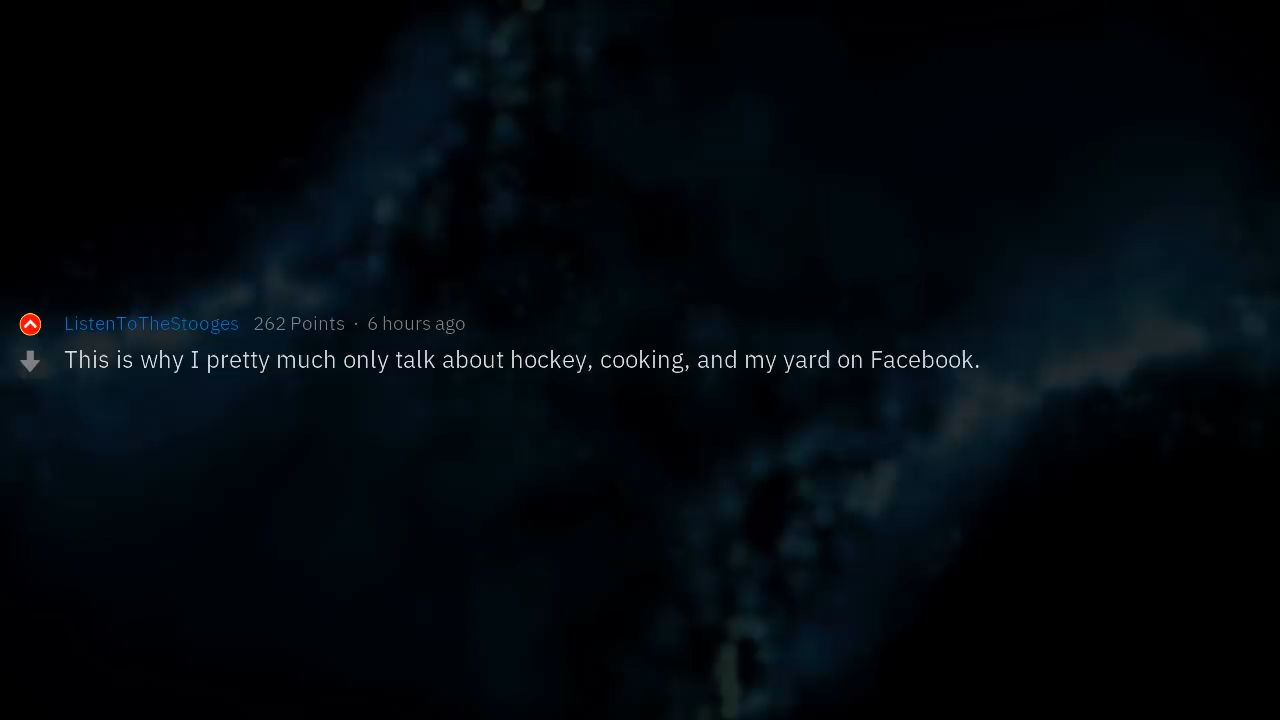 ListenToTheStooges 262 Points · 6 hours ago
This is why I pretty much only talk about hockey, cooking, and my yard on Facebook.